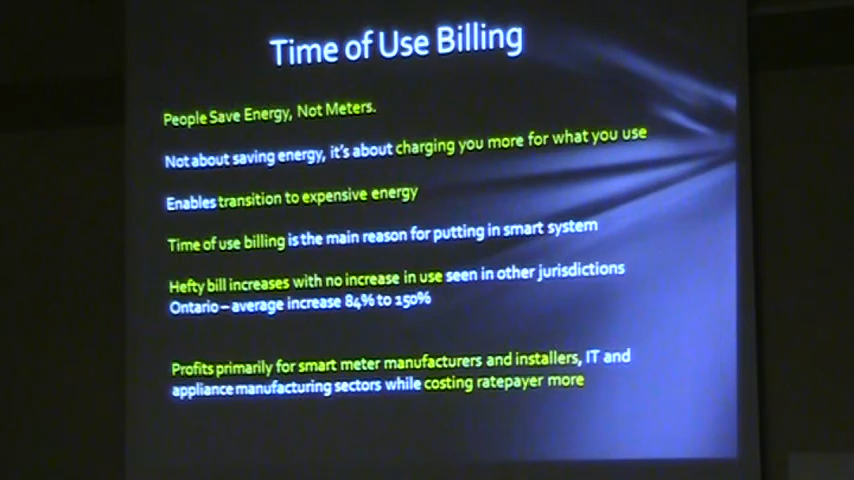 Time of Use Billing
People Save Energy, Not Meters.
Not about saving energy, it's about charging you more for what you use
Enables transition to expensive energy
Time of use billing is the main reason for putting in smart system
Hefty bill increases with no increase in use seen in other jurisdictions
Ontario – average increase 84% to 150%
Profits primarily for smart meter manufacturers and installers, IT and
appliance manufacturing sectors while costing ratepayer more